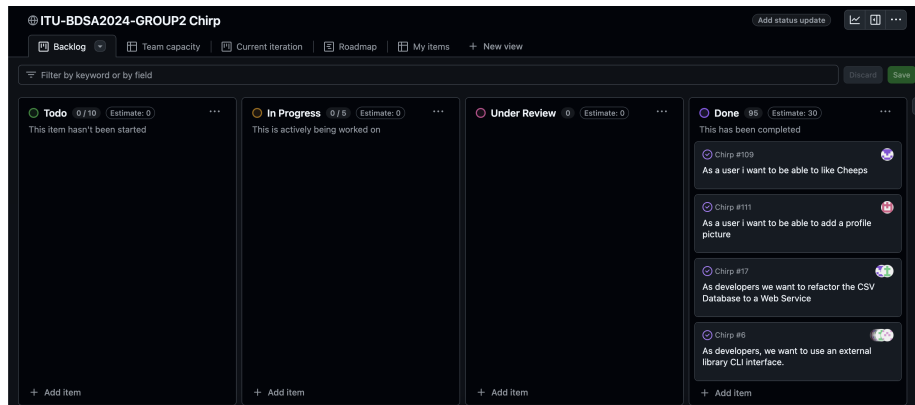 ITU-BDSA2024-GROUP2 Chirp
Add status update
Backlog
Team capacity
Current iteration
Roadmap
My items
+ New view
Filter by keyword or by field
Discard
Save
Todo 0 / 10 Estimate: 0
This item hasn't been started
+ Add item
In Progress 0 / 5 Estimate: 0
This is actively being worked on
+ Add item
Under Review 0 Estimate: 0
+ Add item
Done 95 Estimate: 30
This has been completed
Chirp #109
As a user i want to be able to like Cheeps
Chirp #111
As a user i want to be able to add a profile
picture
Chirp #17
As developers we want to refactor the CSV
Database to a Web Service
Chirp #6
As developers, we want to use an external
library CLI interface.
+ Add item